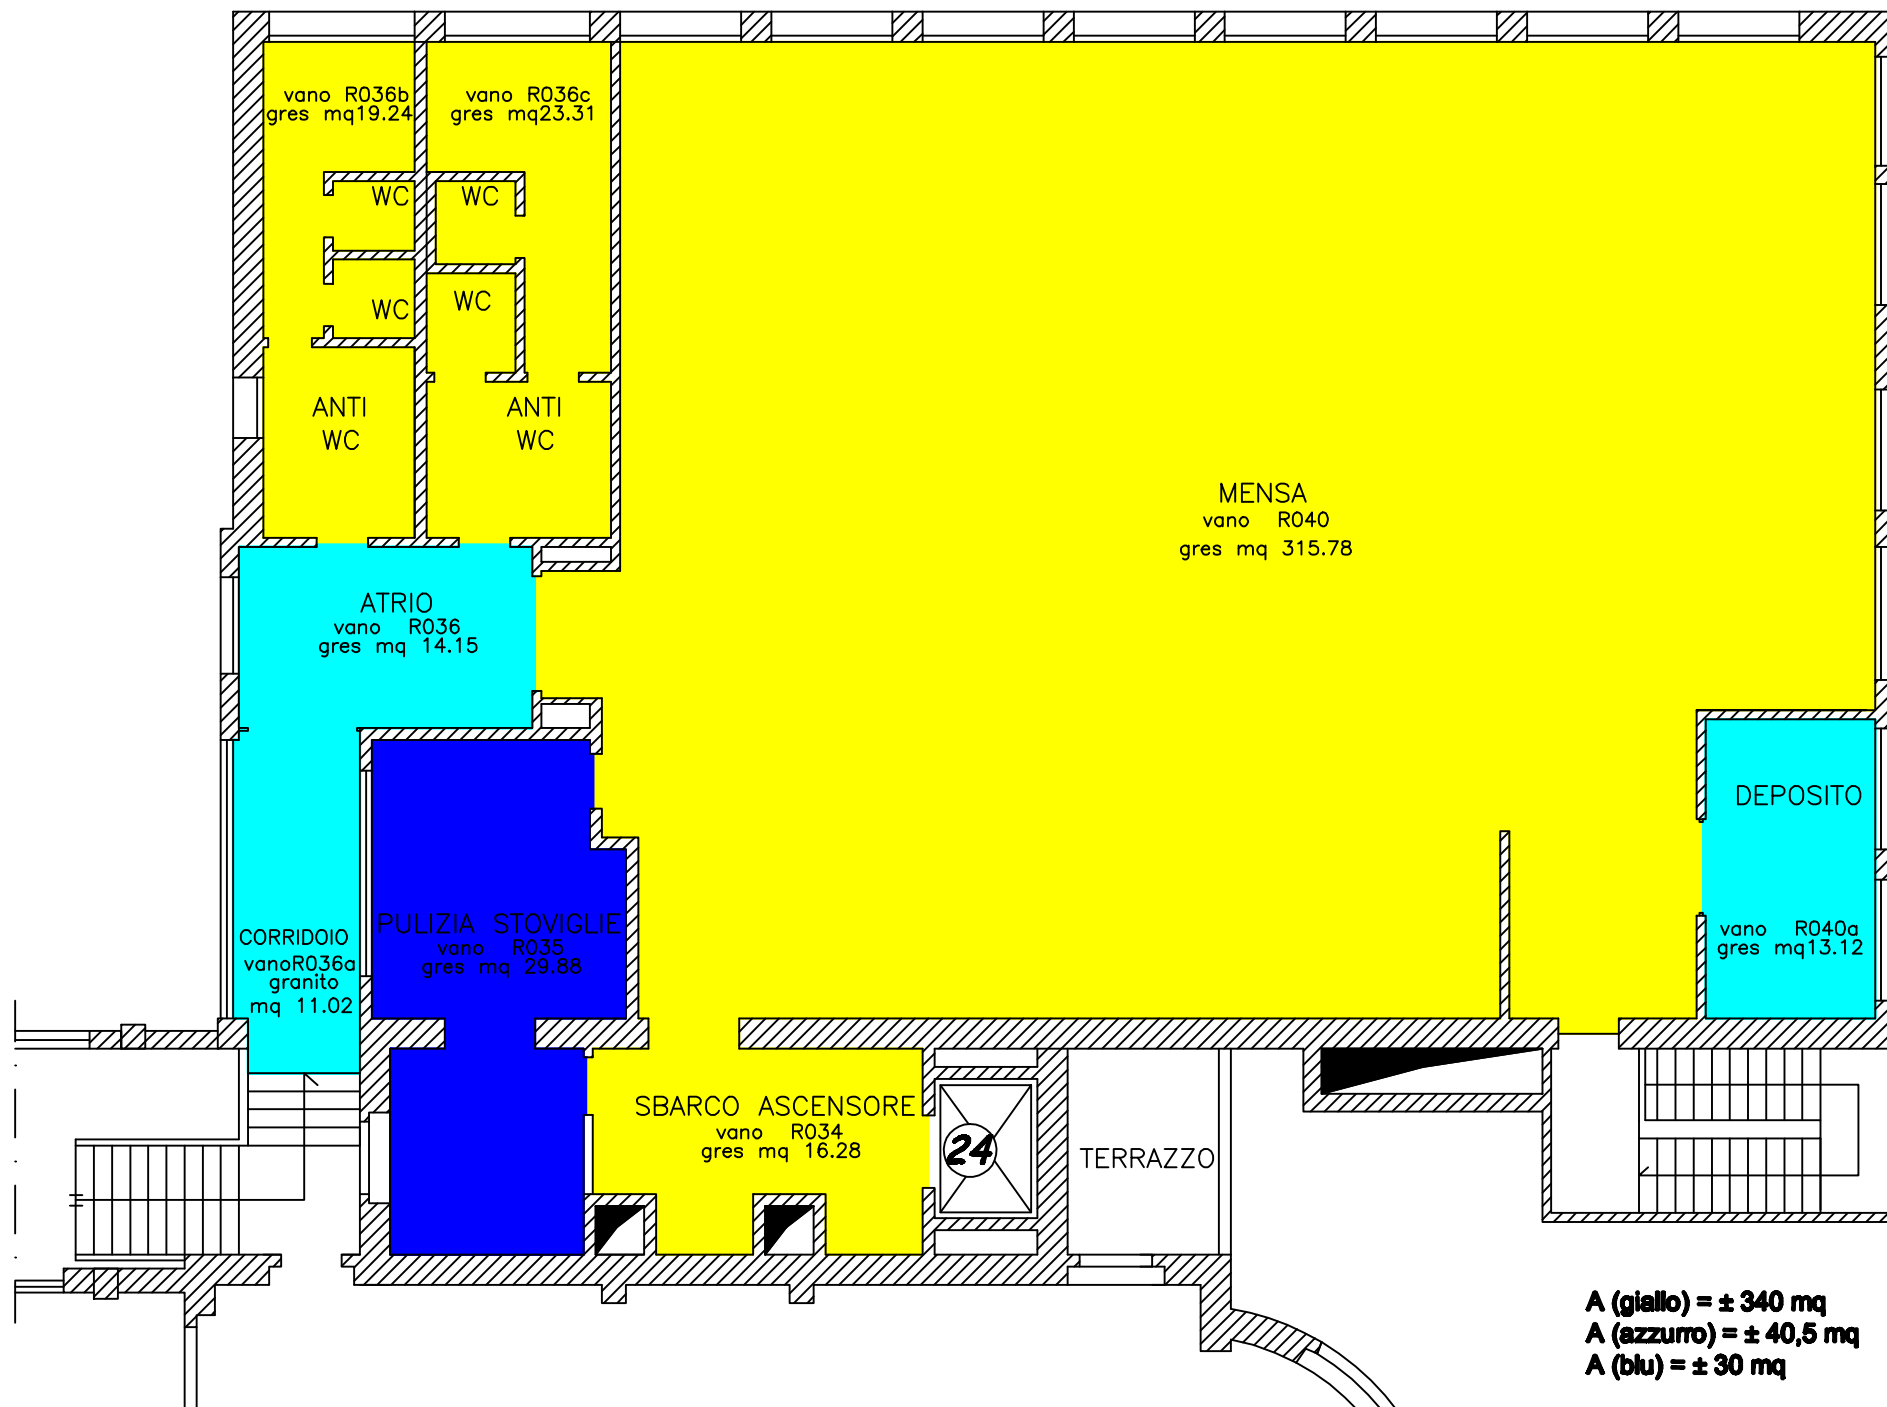 vano R036b
gres mq19.24
vano R036c
gres mq23.31
WC
WC
WC
WC
ANTI
WC
ANTI
WC
MENSA
vano R040
gres mq 315.78
ATRIO
vano R036
gres mq 14.15
DEPOSITO
vano R040a
gres mq13.12
PULIZIA STOVIGLIE
vano R035
gres mq 29.88
CORRIDOIO
vanoR036a
granito
mq 11.02
SBARCO ASCENSORE
vano R034
gres mq 16.28
24
TERRAZZO
A (giallo) = ± 340 mq
A (azzurro) = ± 40,5 mq
A (blu) = ± 30 mq